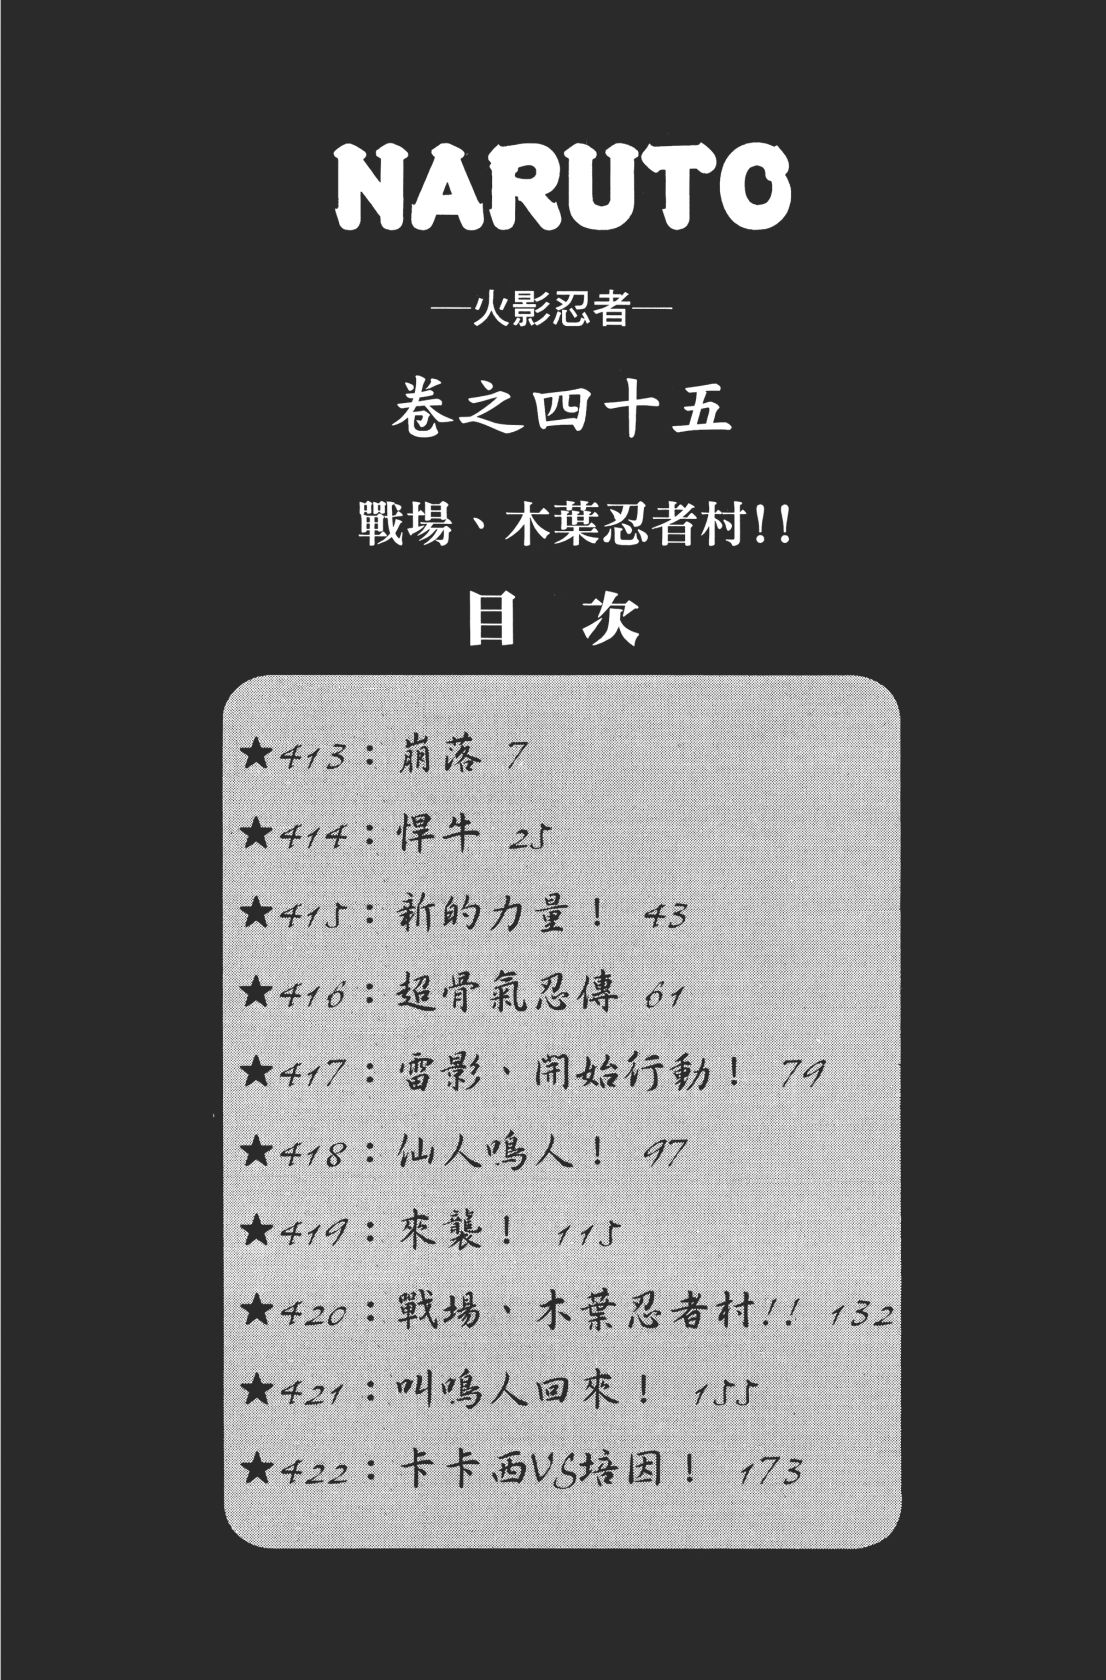 NARUTO
—火影忍者—
卷之四十五
戰場、木葉忍者村!!
目 次
★413：崩落 7
★414：悍牛 25
★415：新的力量！ 43
★416：超骨氣忍傳 61
★417：雷影、開始行動！ 79
★418：仙人鳴人！ 97
★419：來襲！ 115
★420：戰場、木葉忍者村!! 132
★421：叫鳴人回來！ 155
★422：卡卡西VS培因！ 173